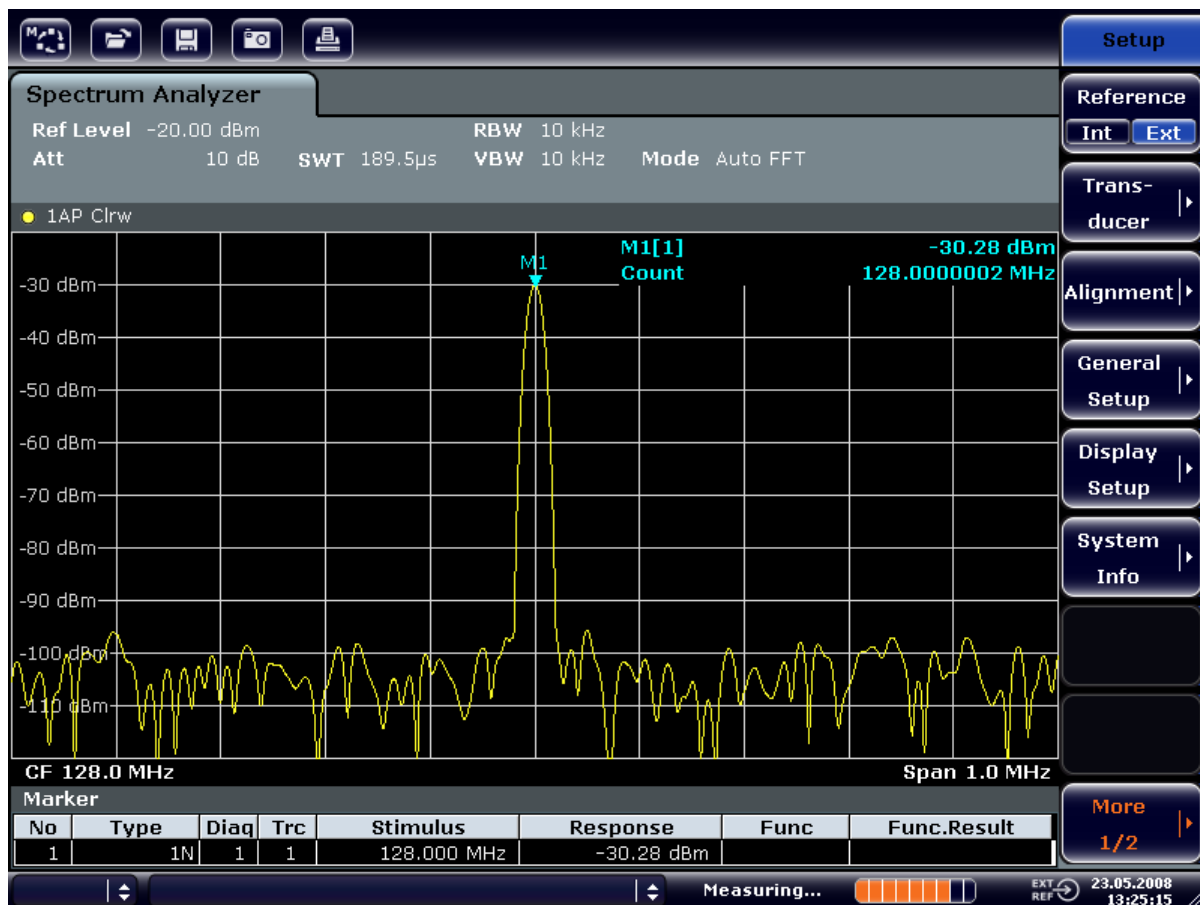 M
Setup
Spectrum Analyzer
Ref Level -20.00 dBm RBW 10 kHz
Att 10 dB SWT 189.5µs VBW 10 kHz Mode Auto FFT
1AP Clrw
M1[1] -30.28 dBm
Count 128.0000002 MHz
M1
-30 dBm
-40 dBm
-50 dBm
-60 dBm
-70 dBm
-80 dBm
-90 dBm
-100 dBm
-110 dBm
CF 128.0 MHz Span 1.0 MHz
Marker
No Type Diaq Trc Stimulus Response Func Func.Result
1 1N 1 1 128.000 MHz -30.28 dBm
Measuring... EXT REF 23.05.2008
13:25:15
Reference
Int Ext
Trans-
ducer
Alignment
General
Setup
Display
Setup
System
Info
More
1/2